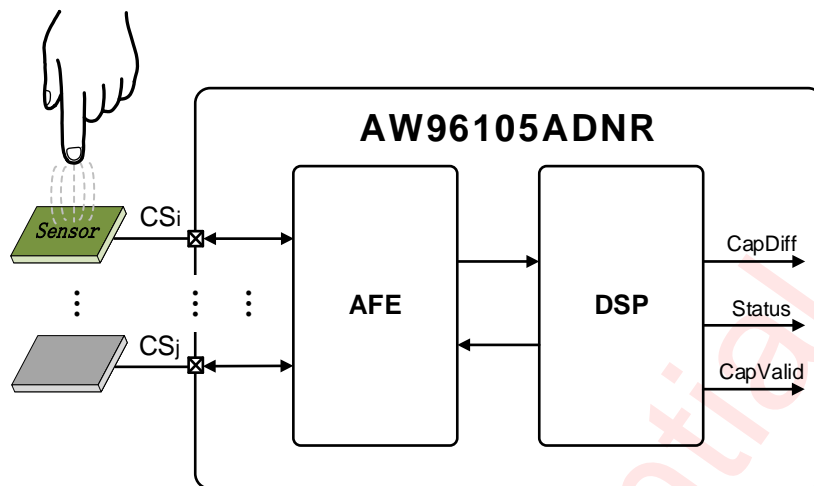 AW96105ADNR
Sensor
CSi
CSj
AFE
DSP
CapDiff
Status
CapValid